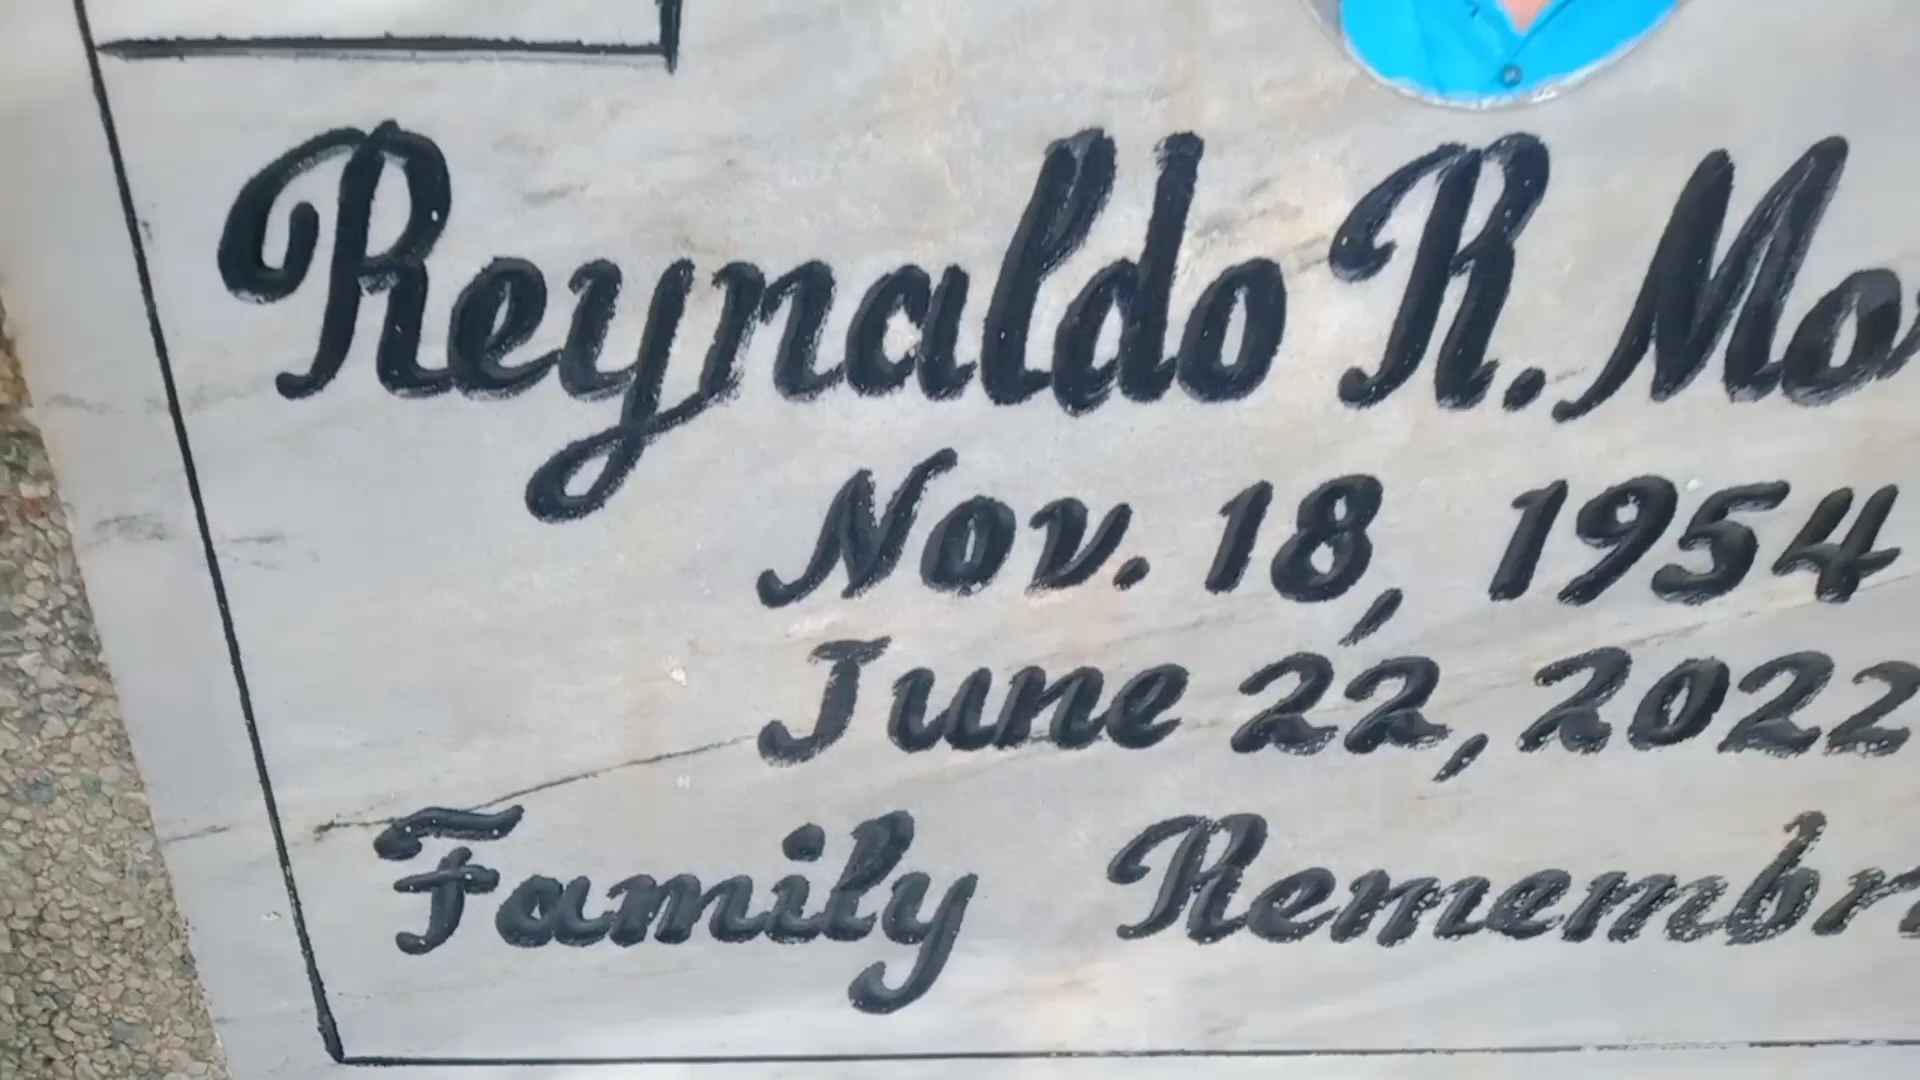 Reynaldo R. Mo
Nov. 18, 1954
June 22, 2022
Family Remembr